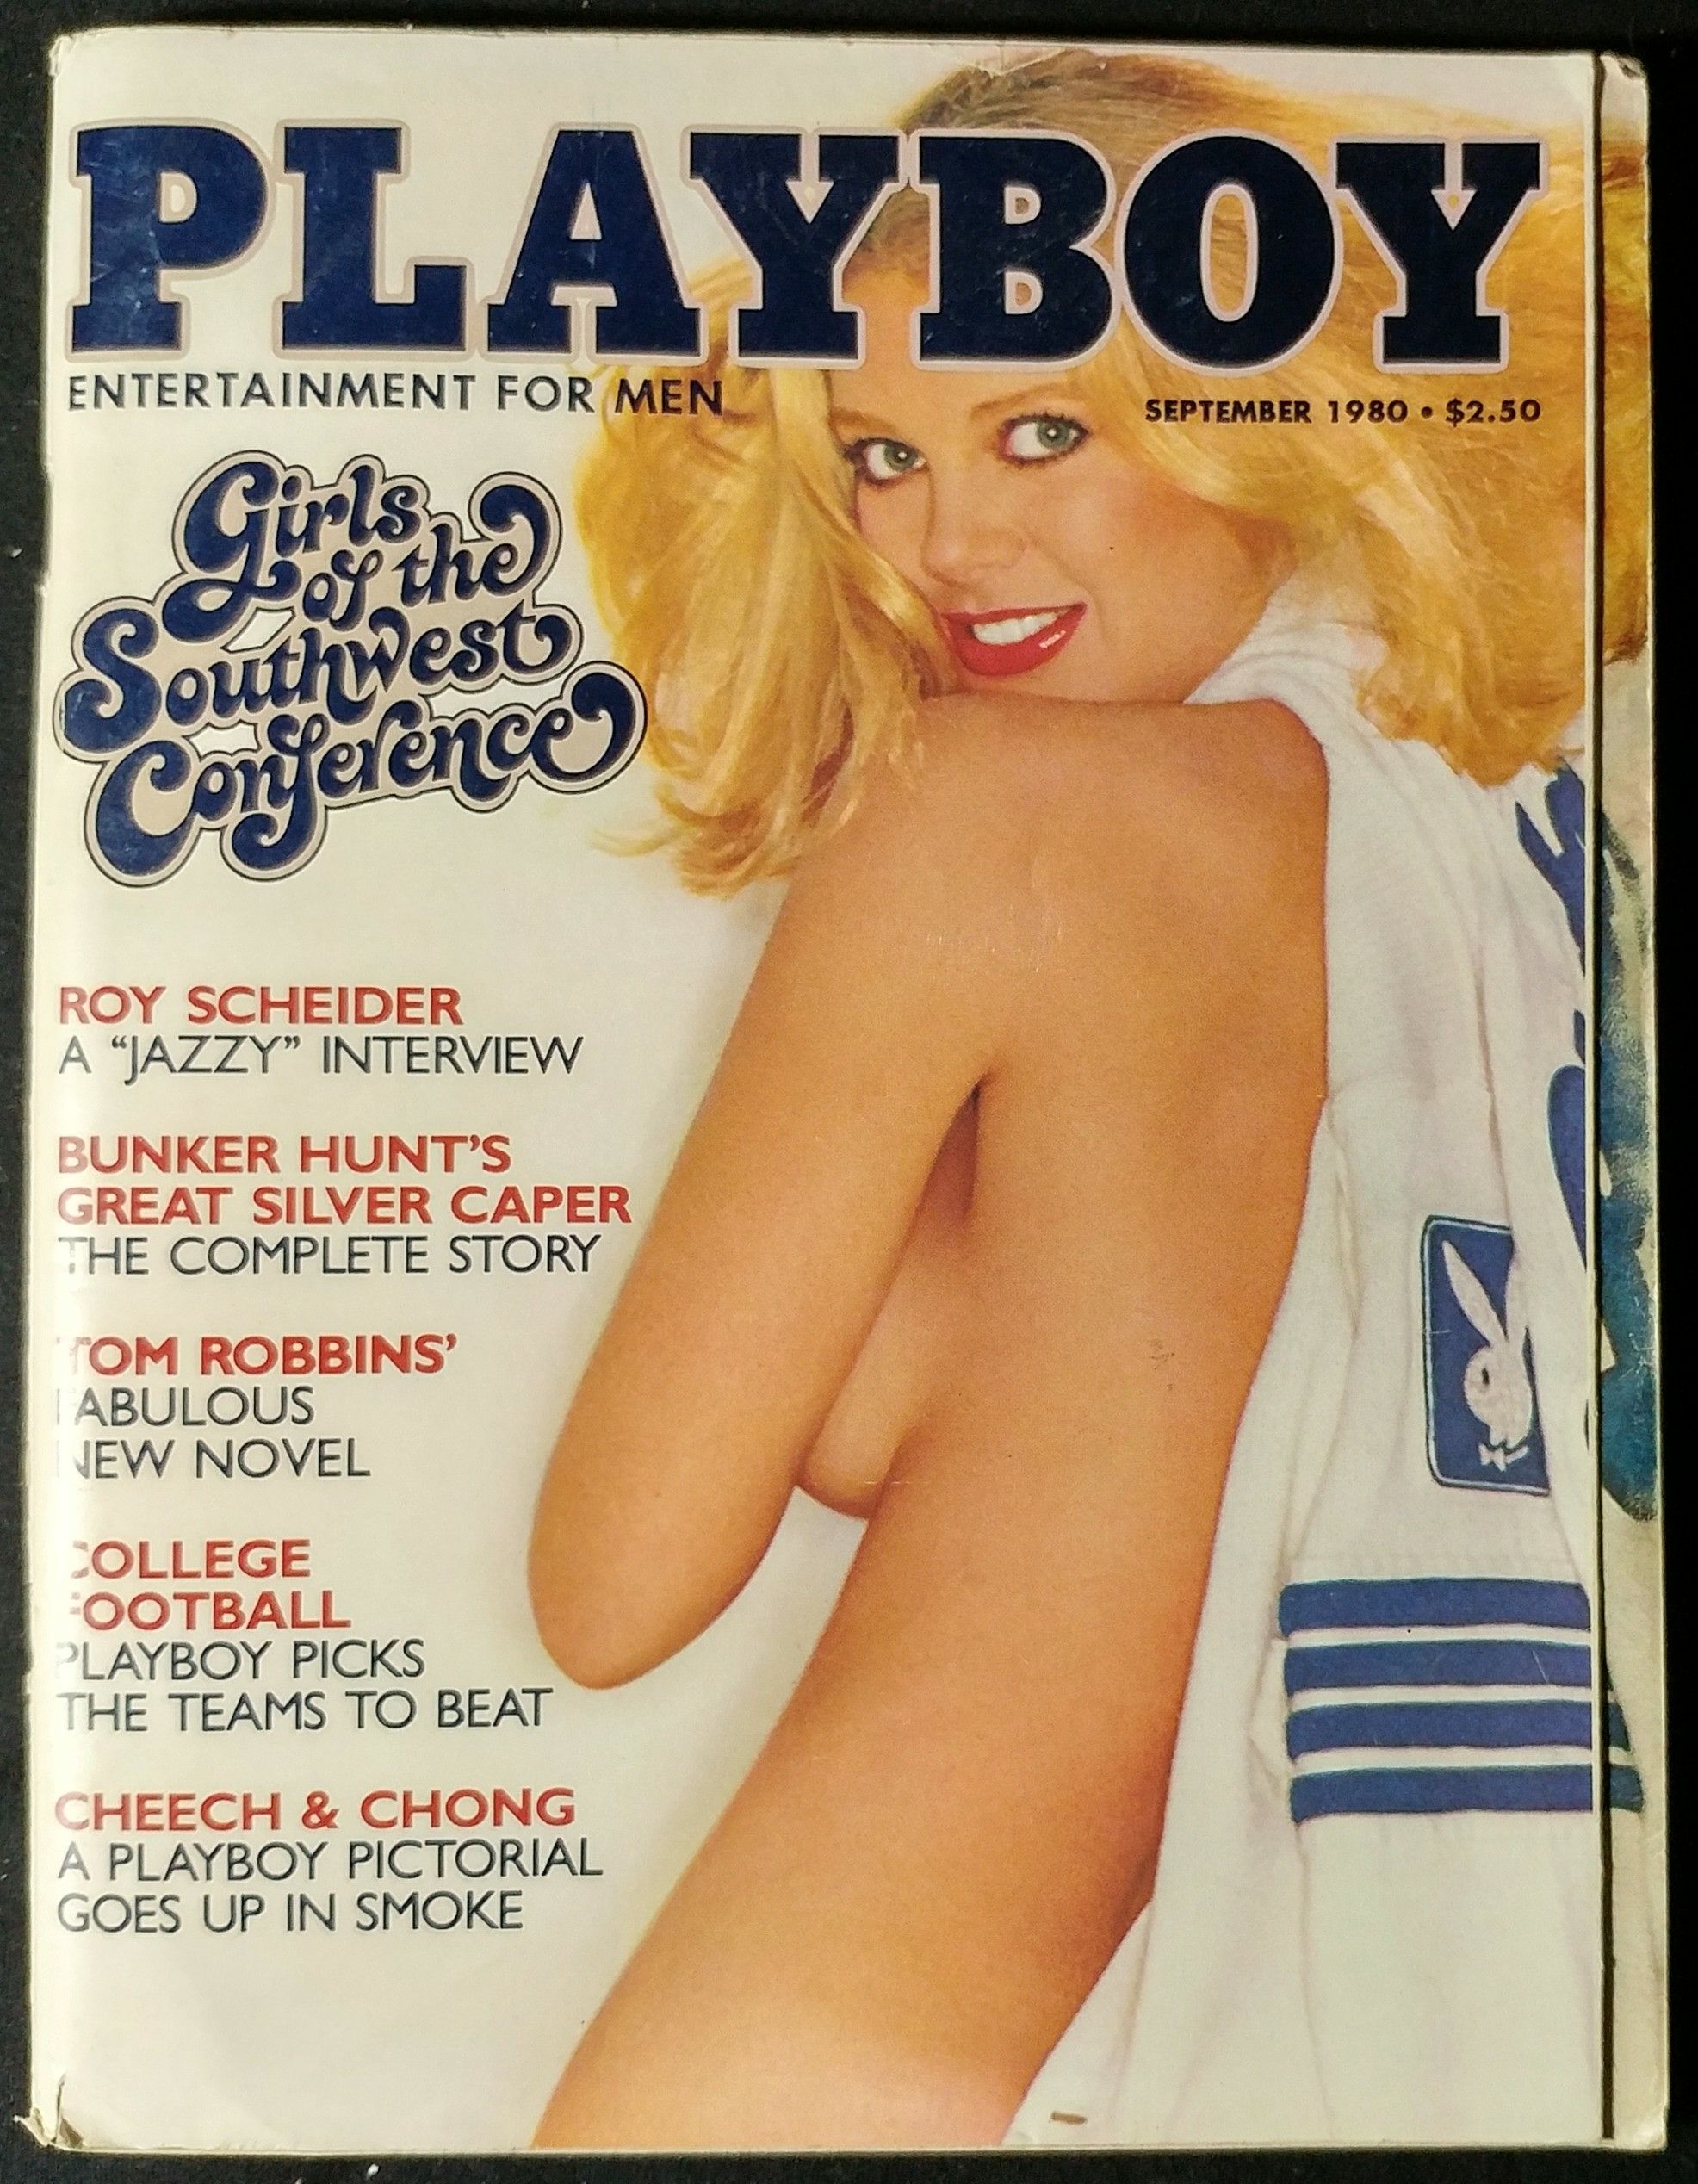 PLAYBOY
ENTERTAINMENT FOR MEN
SEPTEMBER 1980 • $2.50
Girls
of the
Southwest
Conference
ROY SCHEIDER
A “JAZZY” INTERVIEW
BUNKER HUNT’S
GREAT SILVER CAPER
THE COMPLETE STORY
TOM ROBBINS’
FABULOUS
NEW NOVEL
COLLEGE
FOOTBALL
PLAYBOY PICKS
THE TEAMS TO BEAT
CHEECH & CHONG
A PLAYBOY PICTORIAL
GOES UP IN SMOKE